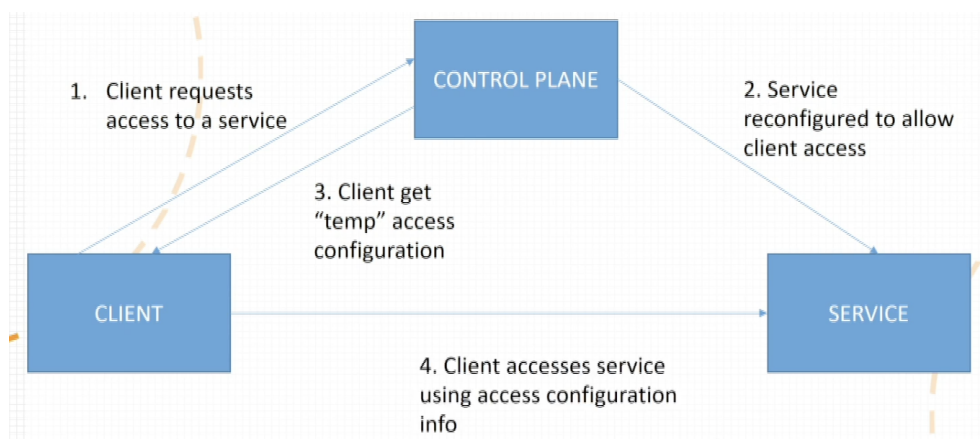 CONTROL PLANE
1. Client requests
access to a service
2. Service
reconfigured to allow
client access
3. Client get
“temp” access
configuration
CLIENT
SERVICE
4. Client accesses service
using access configuration
info